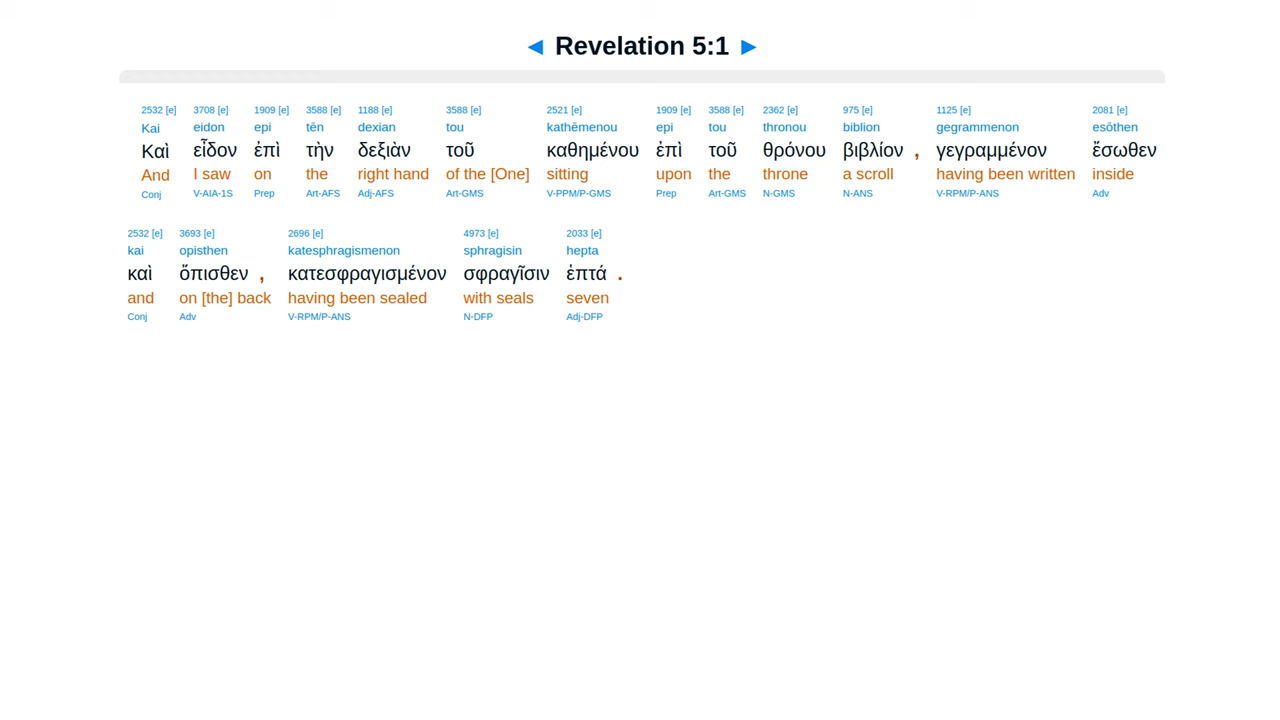 ◄ Revelation 5:1 ►
2532 [e] 3708 [e] 1909 [e] 3588 [e] 1188 [e] 3588 [e] 2521 [e] 1909 [e] 3588 [e] 2362 [e] 975 [e] 1125 [e] 2081 [e]
Kai eidon epi tēn dexian tou kathēmenou epi tou thronou biblion gegrammenon esōthen
Καὶ εἶδον ἐπὶ τὴν δεξιὰν τοῦ καθημένου ἐπὶ τοῦ θρόνου βιβλίον , γεγραμμένον ἔσωθεν
And I saw on the right hand of the [One] sitting upon the throne a scroll having been written inside
Conj V-AIA-1S Prep Art-AFS Adj-AFS Art-GMS V-PPM/P-GMS Prep Art-GMS N-GMS N-ANS V-RPM/P-ANS Adv
2532 [e] 3693 [e] 2696 [e] 4973 [e] 2033 [e]
kai opisthen katesphragismenon sphragisin hepta
καὶ ὄπισθεν , κατεσφραγισμένον σφραγῖσιν ἑπτά .
and on [the] back having been sealed with seals seven
Conj Adv V-RPM/P-ANS N-DFP Adj-DFP